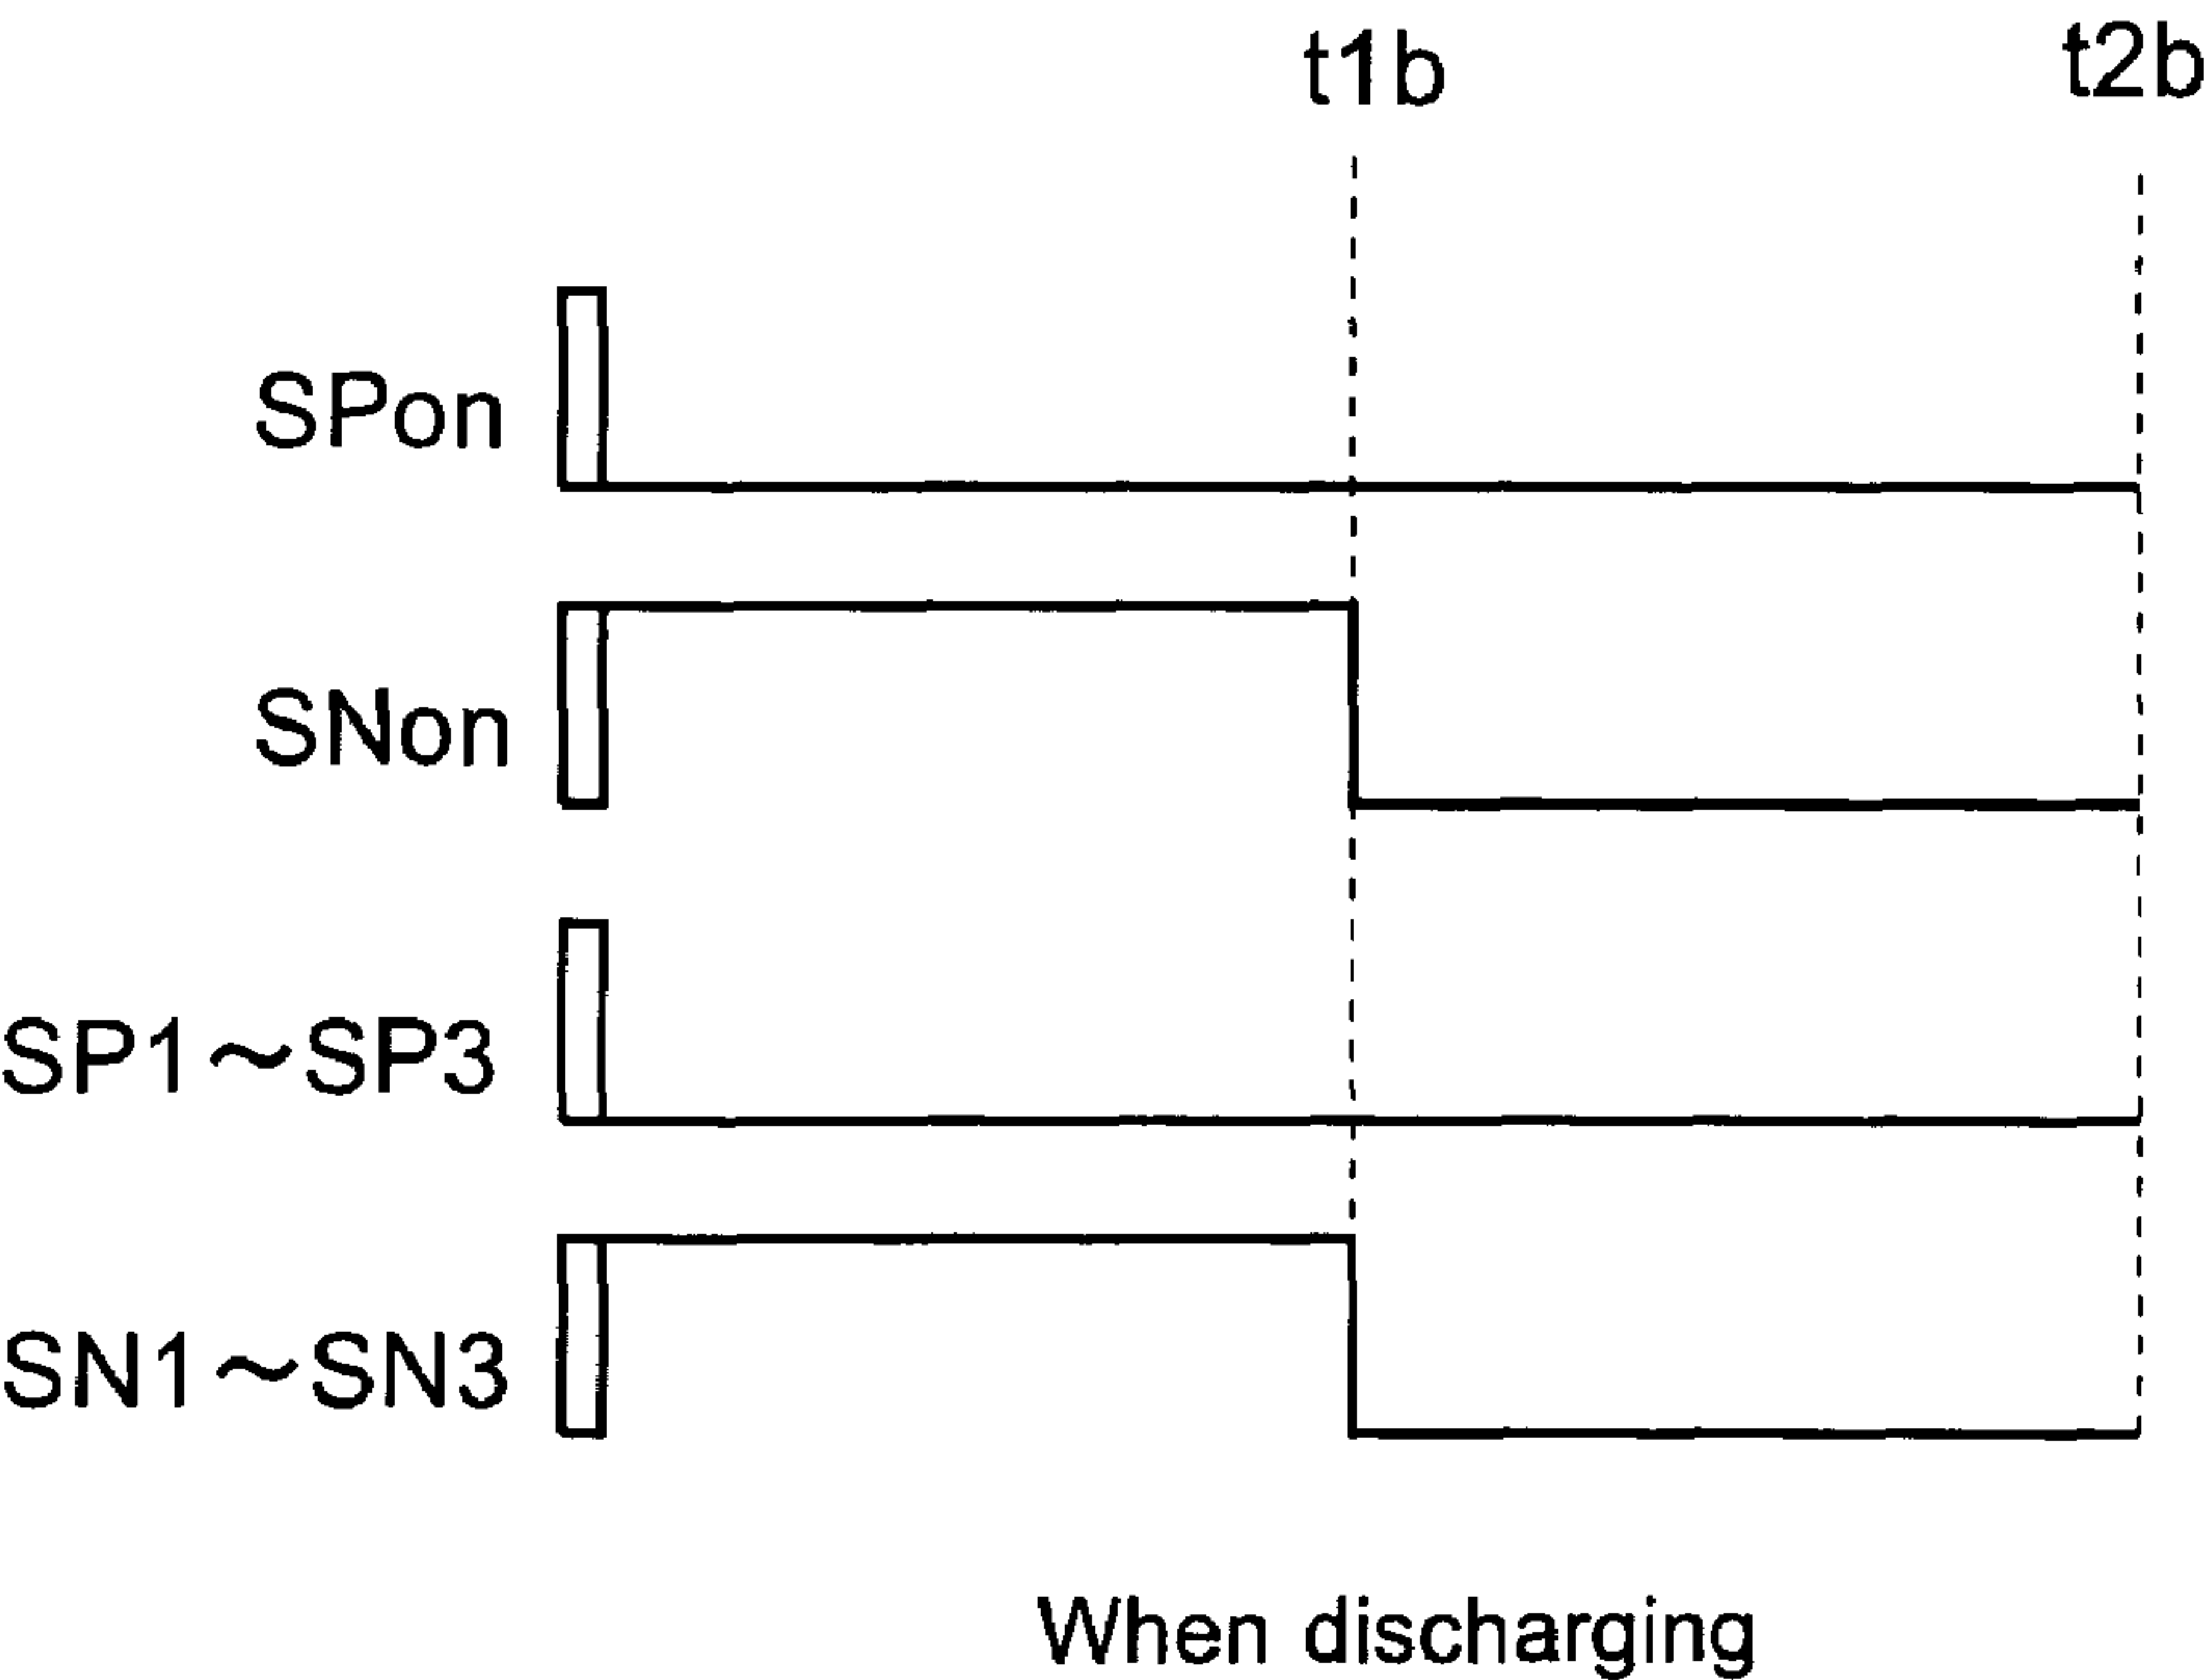 t1b t2b
SPon
SNon
SP1～SP3
SN1～SN3
When discharging